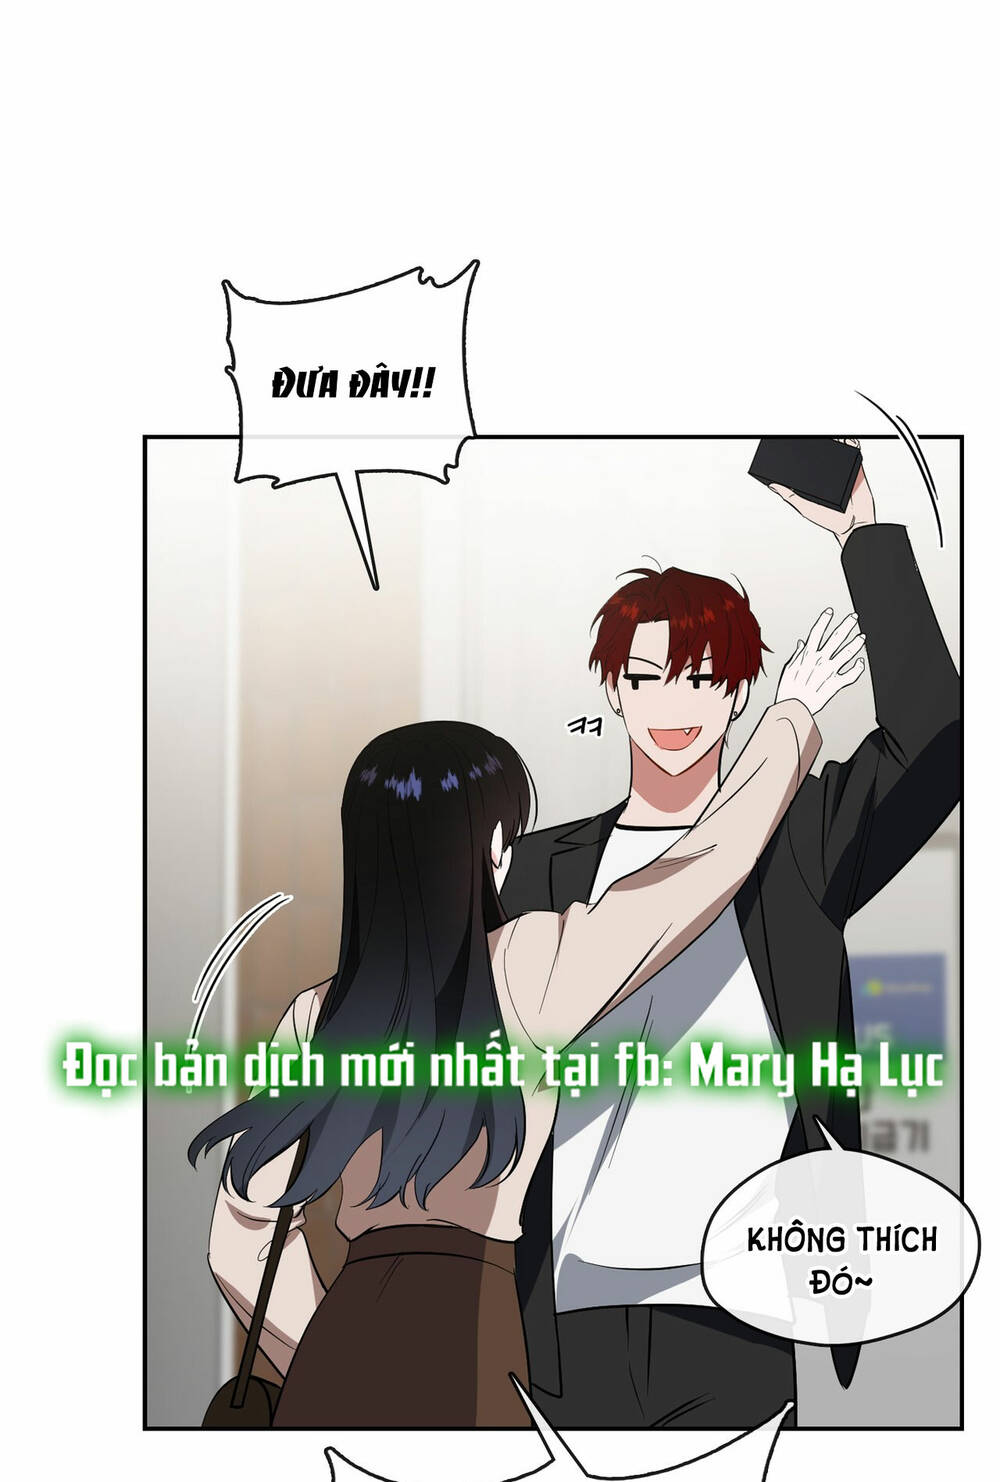 ĐƯA ĐÂY!!
ㅋㅋ
Đọc bản dịch mới nhất tại fb: Mary Hạ Lục
KHÔNG THÍCH
ĐÓ~